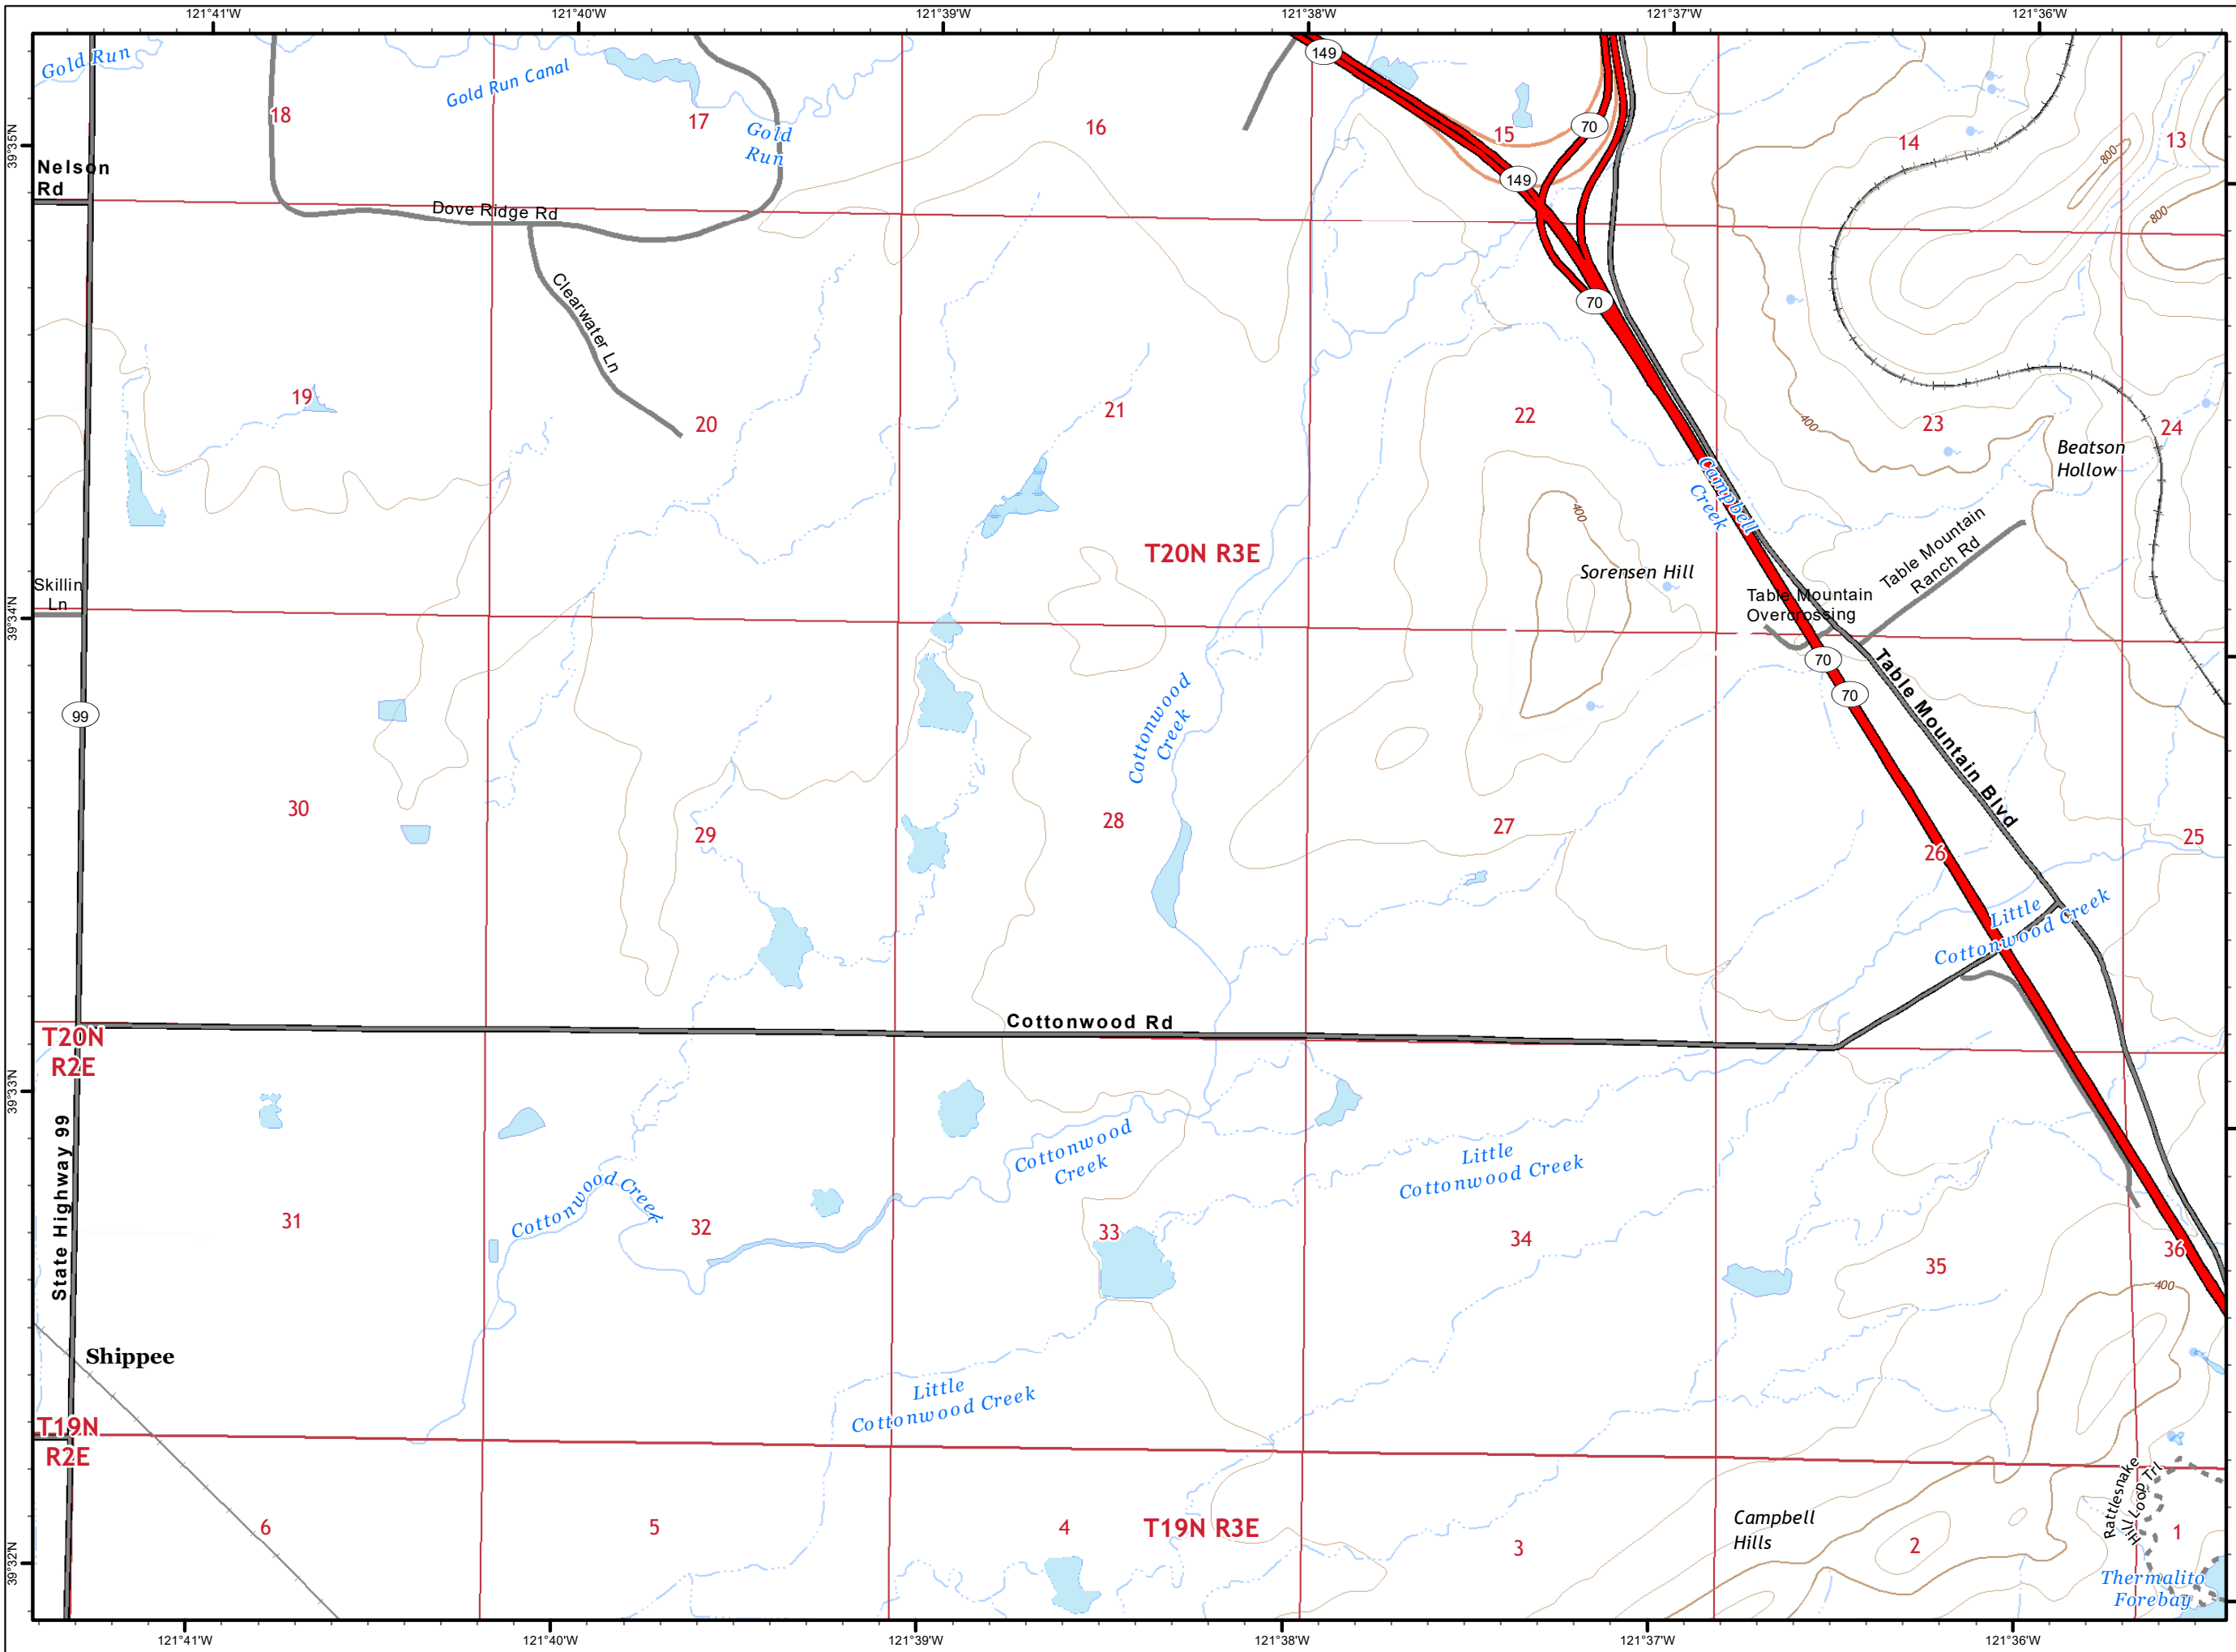 121°41'W
121°40'W
121°39'W
121°38'W
121°37'W
121°36'W
Gold Run
Gold Run Canal
149
18
17
Gold
Run
16
15
70
14
13
800
39°35'N
Nelson
Rd
149
Dove Ridge Rd
800
70
Clearwater Ln
19
20
21
22
400
23
24
Beatson
Hollow
Campbell
Creek
400
T20N R3E
Sorensen Hill
Table Mountain
Ranch Rd
Skillin
Ln
39°34'N
Table Mountain
Overcrossing
70
70
99
Cottonwood
Creek
Table Mountain Blvd
30
29
28
27
26
25
Little
Cottonwood Creek
Cottonwood Rd
T20N
R2E
39°33'N
State Highway 99
Cottonwood
Creek
Little
Cottonwood Creek
Cottonwood Creek
31
32
33
34
35
36
400
Shippee
Little
Cottonwood Creek
T19N
R2E
6
5
4
T19N R3E
3
Campbell
Hills
2
Rattlesnake
Hill Loop Trl
1
39°32'N
Thermalito
Forebay
121°41'W
121°40'W
121°39'W
121°38'W
121°37'W
121°36'W